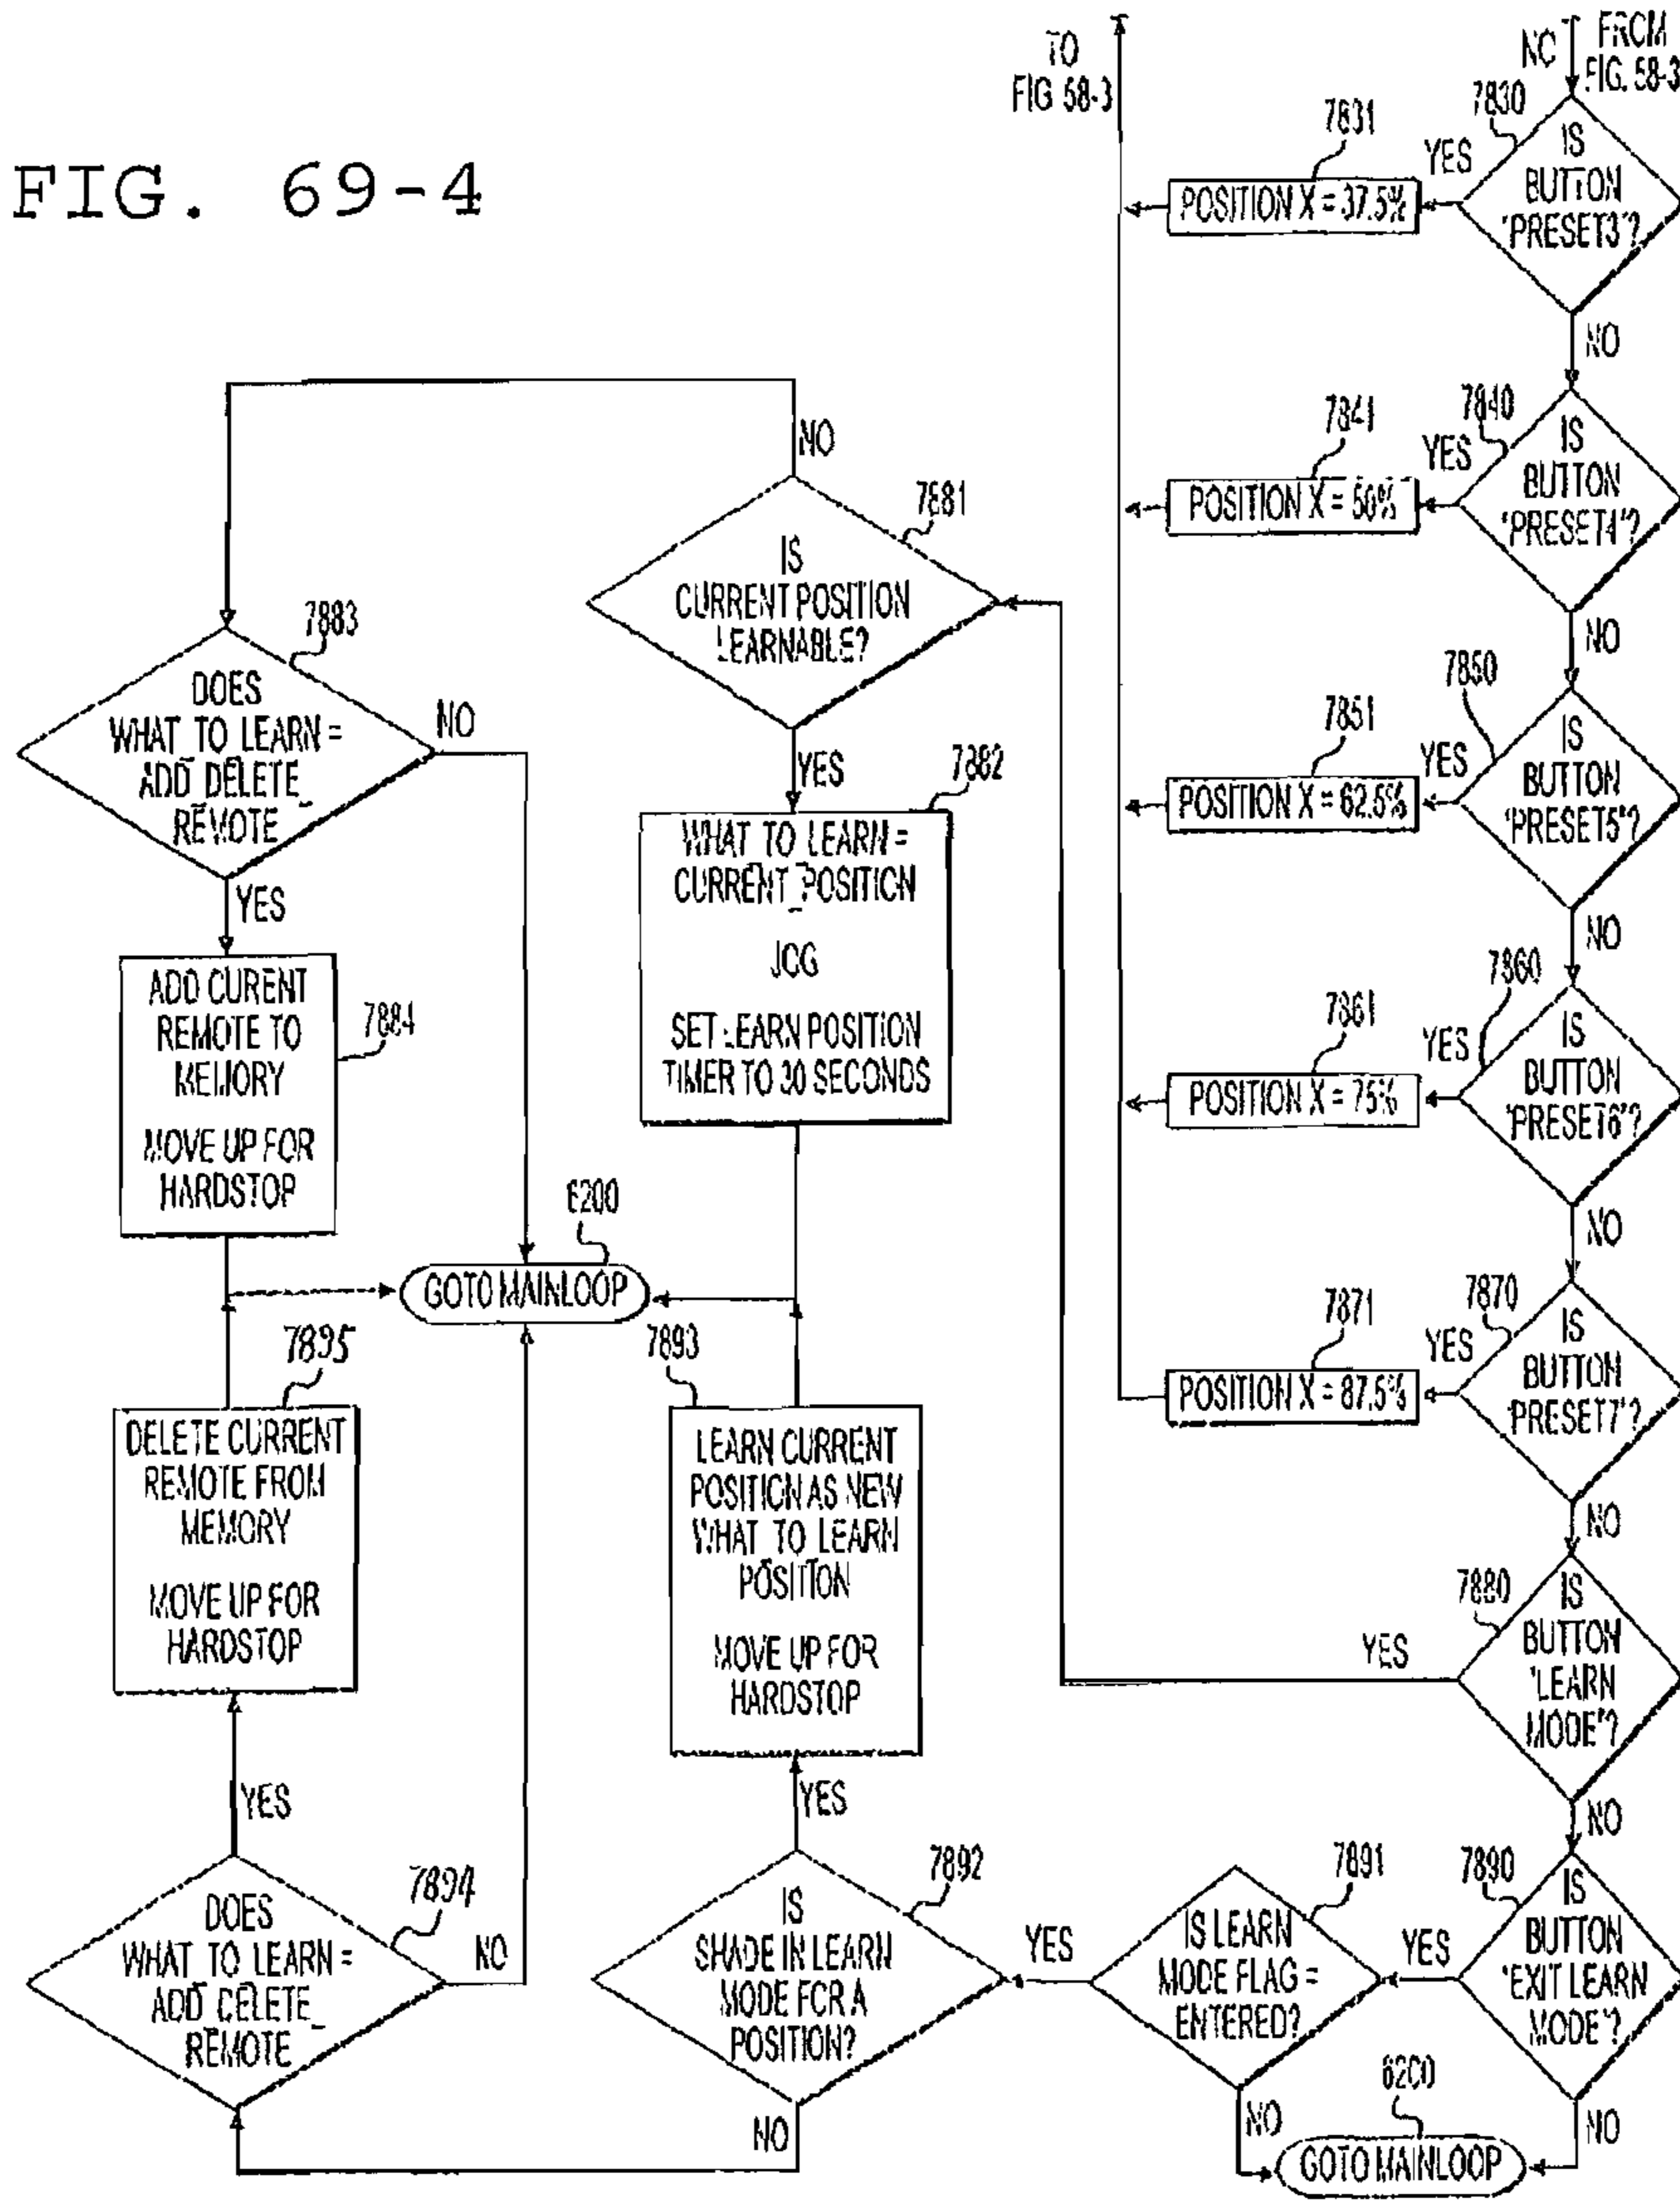 FIG. 69-4
TO
FIG 58-3
NO
FROM
FIG. 58-3
7830
IS
BUTTON
'PRESET3'?
YES
7831
POSITION X = 37.5%
NO
7840
IS
BUTTON
'PRESET4'?
YES
7841
POSITION X = 50%
NO
7850
IS
BUTTON
'PRESET5'?
YES
7851
POSITION X = 62.5%
NO
7860
IS
BUTTON
'PRESET6'?
YES
7861
POSITION X = 75%
NO
7870
IS
BUTTON
'PRESET7'?
YES
7871
POSITION X = 87.5%
NO
7880
IS
BUTTON
'LEARN
MODE'?
YES
NO
7890
IS
BUTTON
'EXIT LEARN
MODE'?
YES
NO
7881
IS
CURRENT POSITION
LEARNABLE?
NO
YES
7882
WHAT_TO_LEARN =
CURRENT_POSITION
JOG
SET LEARN POSITION
TIMER TO 30 SECONDS
7883
DOES
WHAT_TO_LEARN =
ADD_DELETE_
REMOTE
NO
YES
7884
ADD CURENT
REMOTE TO
MEMORY
MOVE UP FOR
HARDSTOP
6200
GOTO MAINLOOP
7895
DELETE CURRENT
REMOTE FROM
MEMORY
MOVE UP FOR
HARDSTOP
YES
7893
LEARN CURRENT
POSITION AS NEW
WHAT_TO_LEARN
POSITION
MOVE UP FOR
HARDSTOP
YES
7894
DOES
WHAT_TO_LEARN =
ADD_DELETE_
REMOTE
NO
7892
IS
SHADE IN LEARN
MODE FOR A
POSITION?
NO
YES
7891
IS LEARN
MODE FLAG =
ENTERED?
NO
6200
GOTO MAINLOOP